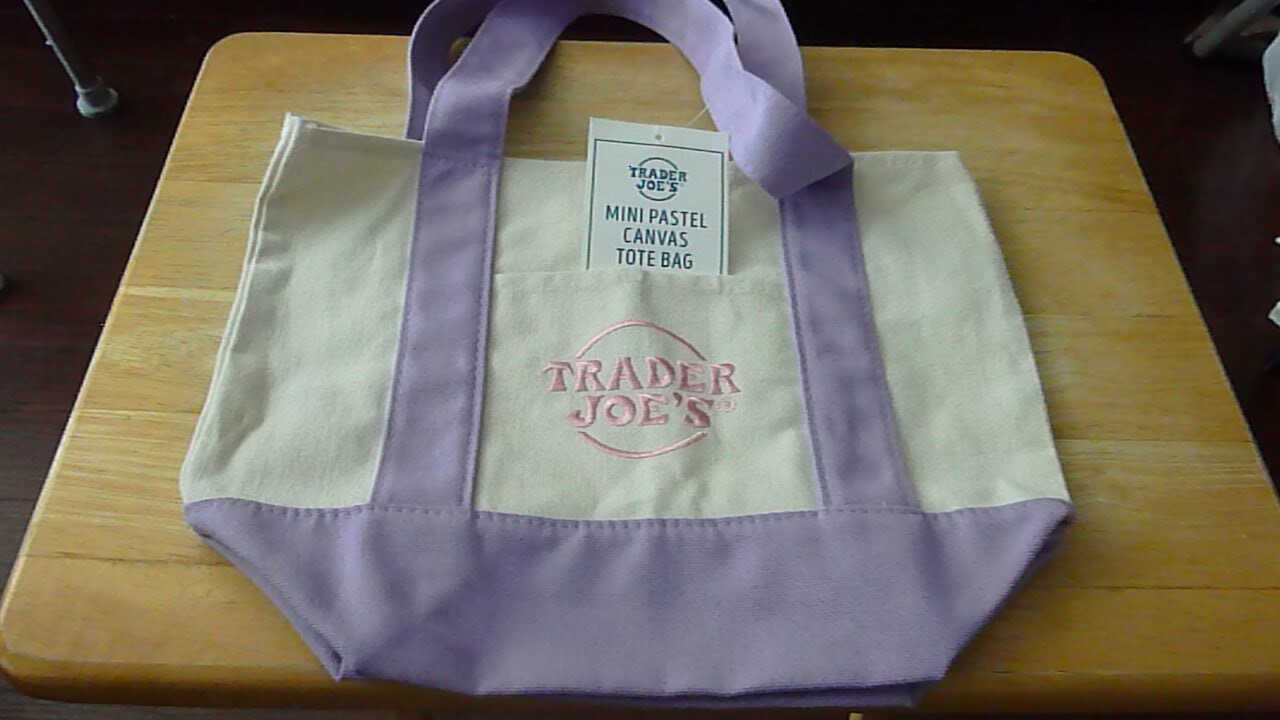 TRADER
JOE'S
MINI PASTEL
CANVAS
TOTE BAG
TRADER
JOE'S®